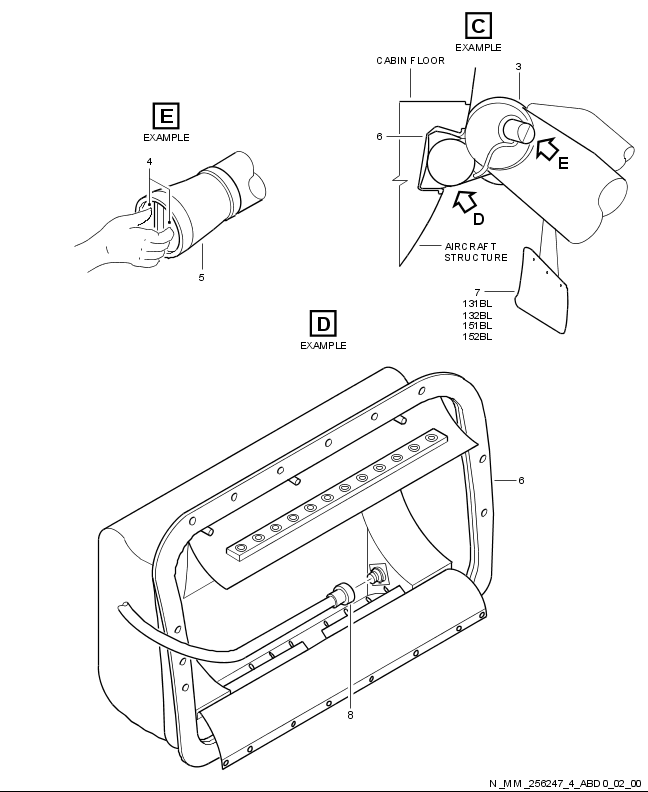 C
EXAMPLE
CABIN FLOOR
3
6
E
D
AIRCRAFT
STRUCTURE
7
131BL
132BL
151BL
152BL
E
EXAMPLE
4
5
D
EXAMPLE
6
8
N_MM_256247_4_ABD0_02_00